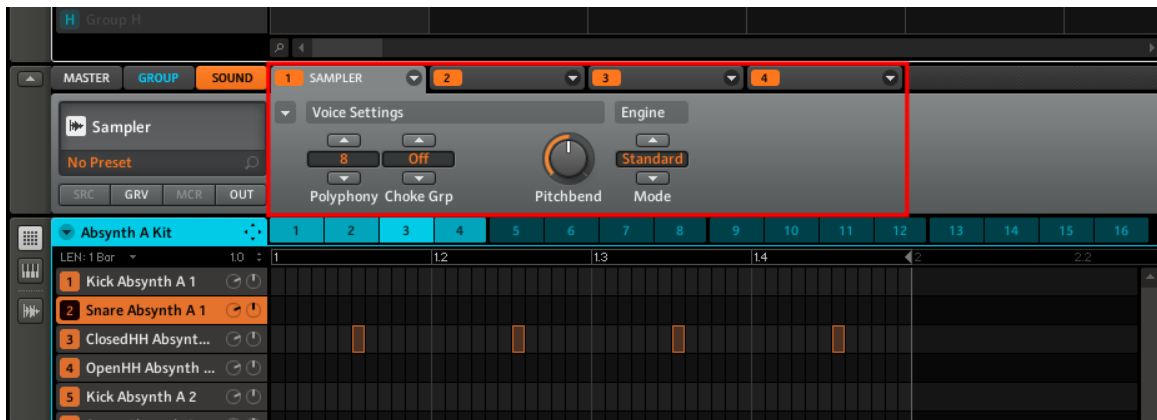 H Group H
MASTER GROUP SOUND 1 SAMPLER 2 3 4
Sampler
No Preset
SRC GRV MCR OUT
Voice Settings Engine
8 Off Standard
Polyphony Choke Grp Pitchbend Mode
Absynth A Kit 1 2 3 4 5 6 7 8 9 10 11 12 13 14 15 16
LEN: 1 Bar 1.0 1 1.2 1.3 1.4 2 2.2
1 Kick Absynth A 1
2 Snare Absynth A 1
3 ClosedHH Absynt...
4 OpenHH Absynth ...
5 Kick Absynth A 2